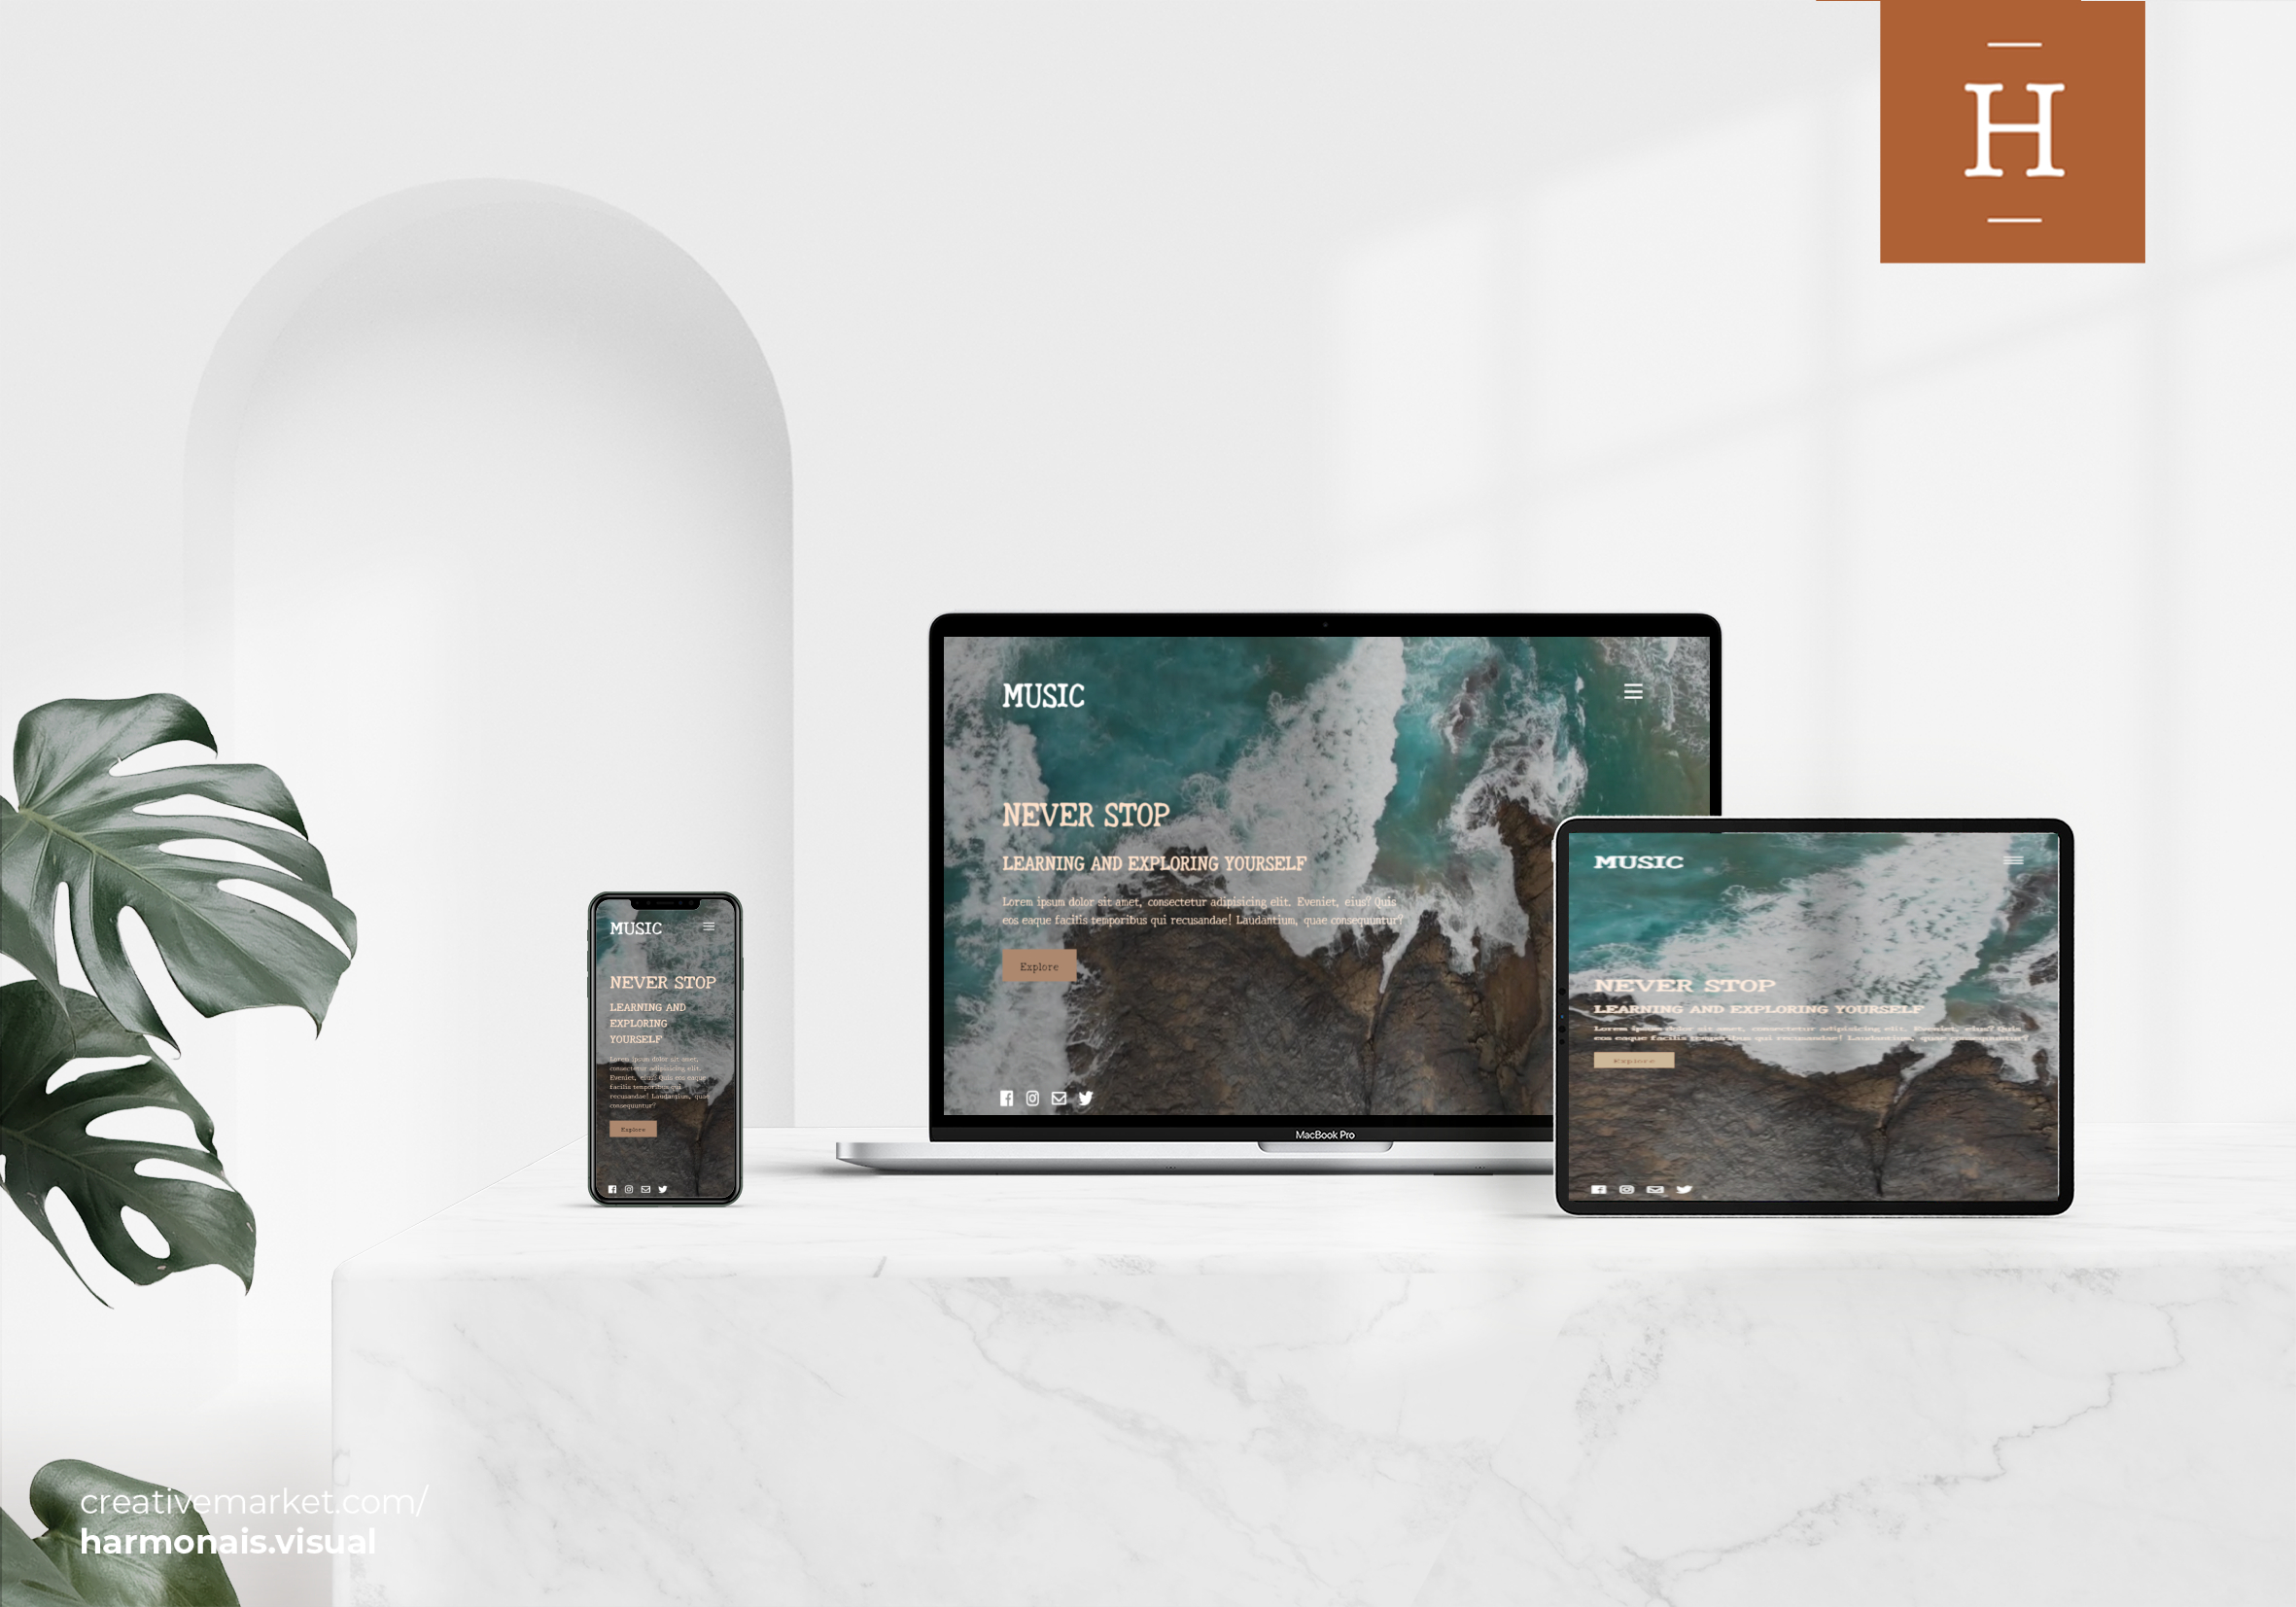 H
MUSIC
NEVER STOP
LEARNING AND EXPLORING YOURSELF
Lorem ipsum dolor sit amet, consectetur adipisicing elit. Eveniet, eius? Quis
eos eaque facilis temporibus qui recusandae! Laudantium, quae consequuntur?
Explore
MacBook Pro
MUSIC
NEVER STOP
LEARNING AND
EXPLORING
YOURSELF
Lorem ipsum dolor sit amet,
consectetur adipisicing elit.
Eveniet, eius? Quis eos eaque
facilis temporibus qui
recusandae! Laudantium, quae
consequuntur?
Explore
MUSIC
NEVER STOP
LEARNING AND EXPLORING YOURSELF
Lorem ipsum dolor sit amet, consectetur adipisicing elit. Eveniet, eius? Quis
eos eaque facilis temporibus qui recusandae! Laudantium, quae consequuntur?
Explore
creativemarket.com/
harmonais.visual